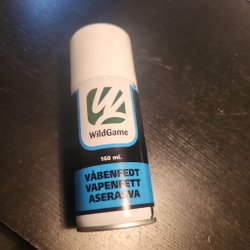 WildGame
150 ml.
VÅBENFEDT
VAPENFETT
ASERASVA